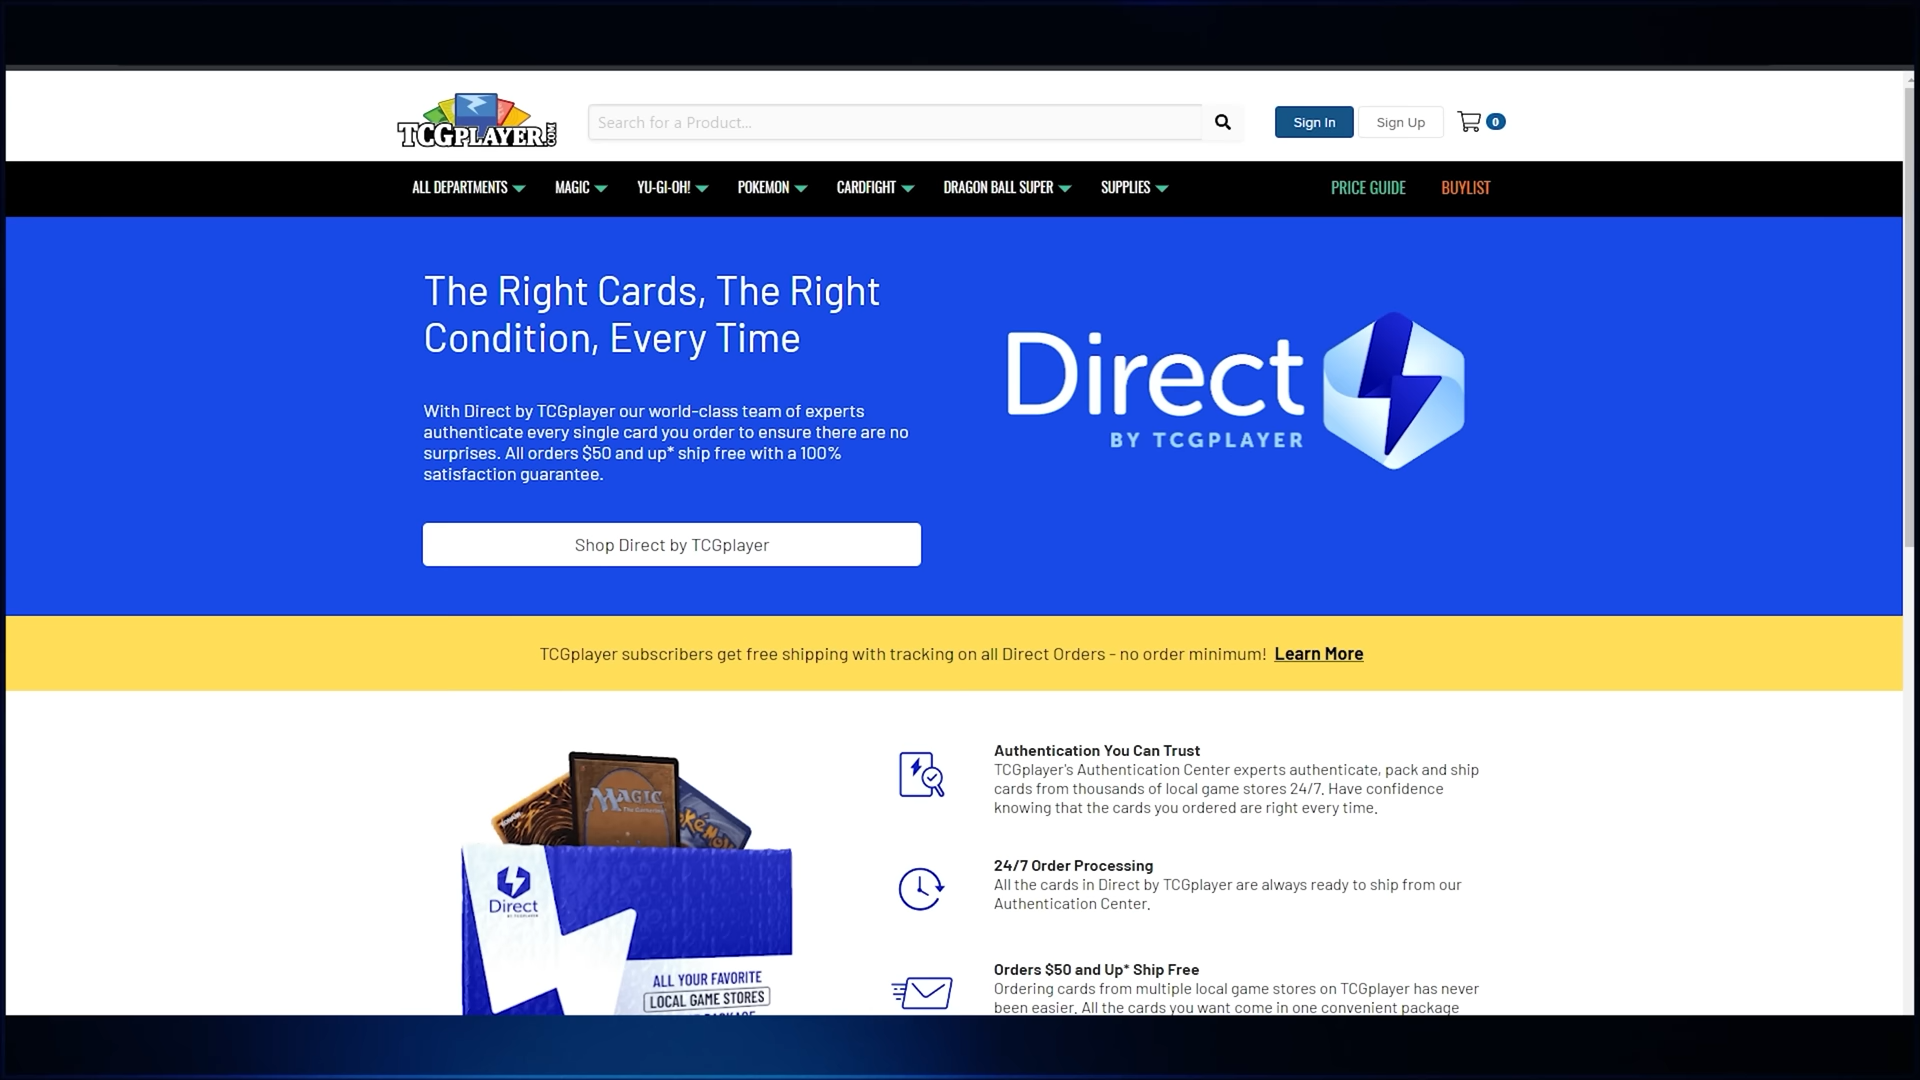 TCGPLAYER.COM
Search for a Product...
Sign In
Sign Up
0
ALL DEPARTMENTS
MAGIC
YU-GI-OH!
POKEMON
CARDFIGHT
DRAGON BALL SUPER
SUPPLIES
PRICE GUIDE
BUYLIST
The Right Cards, The Right
Condition, Every Time
With Direct by TCGplayer our world-class team of experts
authenticate every single card you order to ensure there are no
surprises. All orders $50 and up* ship free with a 100%
satisfaction guarantee.
Shop Direct by TCGplayer
Direct
BY TCGPLAYER
TCGplayer subscribers get free shipping with tracking on all Direct Orders - no order minimum! Learn More
MAGIC
The Gathering
Direct
BY TCGPLAYER
ALL YOUR FAVORITE
LOCAL GAME STORES
Authentication You Can Trust
TCGplayer's Authentication Center experts authenticate, pack and ship
cards from thousands of local game stores 24/7. Have confidence
knowing that the cards you ordered are right every time.
24/7 Order Processing
All the cards in Direct by TCGplayer are always ready to ship from our
Authentication Center.
Orders $50 and Up* Ship Free
Ordering cards from multiple local game stores on TCGplayer has never
been easier. All the cards you want come in one convenient package